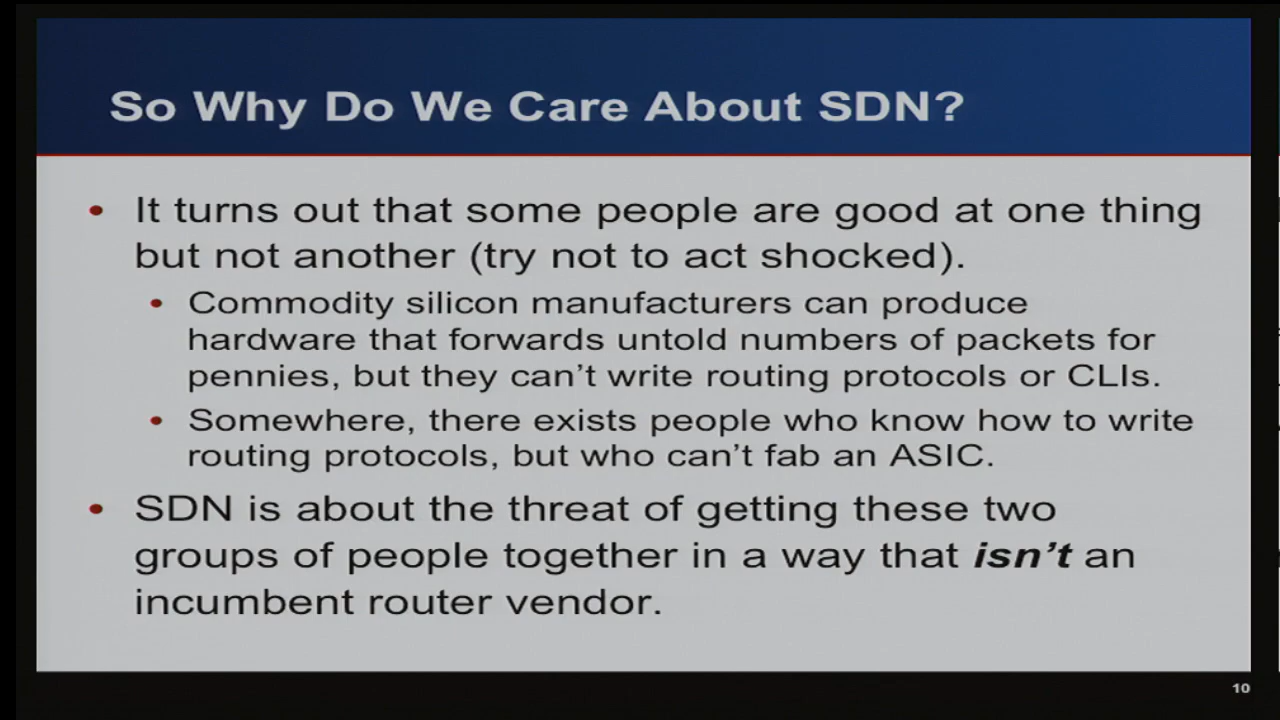 So Why Do We Care About SDN?
• It turns out that some people are good at one thing
but not another (try not to act shocked).
• Commodity silicon manufacturers can produce
hardware that forwards untold numbers of packets for
pennies, but they can’t write routing protocols or CLIs.
• Somewhere, there exists people who know how to write
routing protocols, but who can’t fab an ASIC.
• SDN is about the threat of getting these two
groups of people together in a way that isn’t an
incumbent router vendor.
10